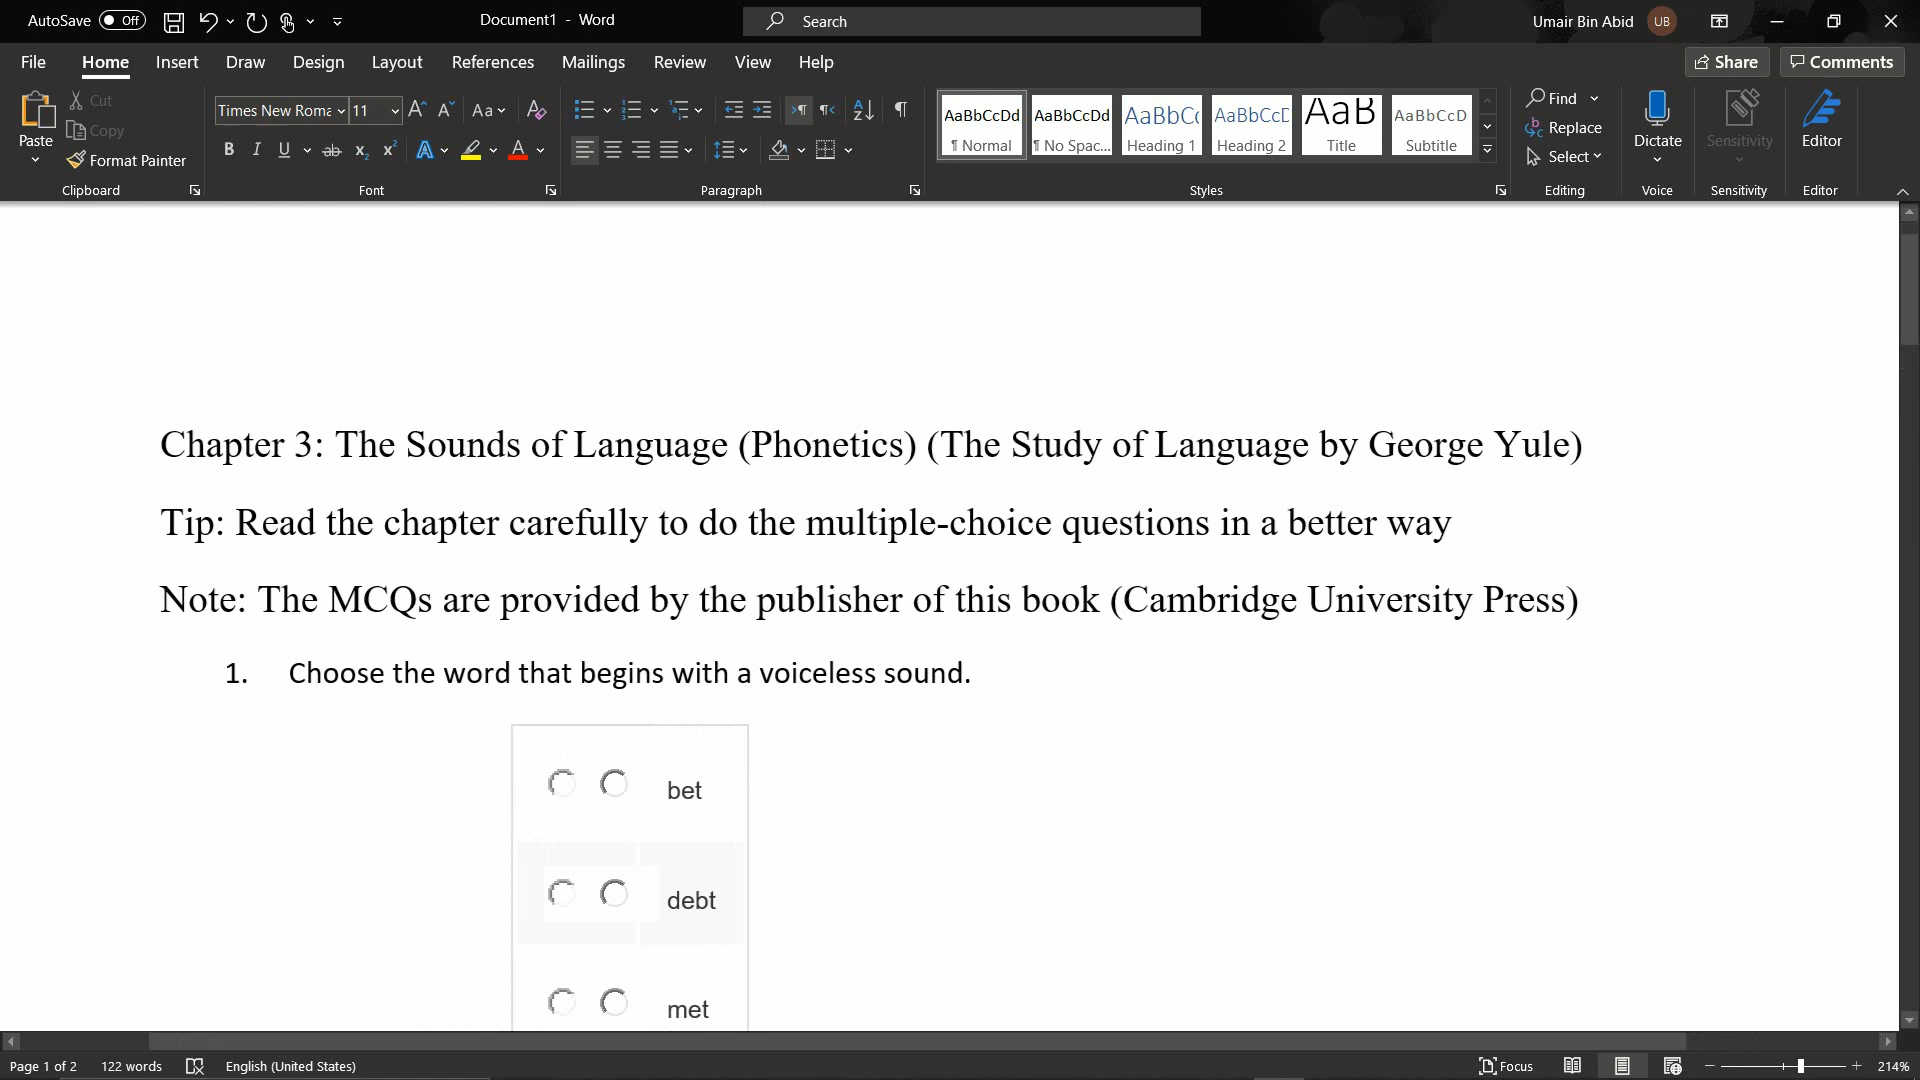 AutoSave Off Document1 - Word Search Umair Bin Abid UB
File Home Insert Draw Design Layout References Mailings Review View Help Share Comments
Paste Cut Copy Format Painter
Clipboard
Times New Roma 11 Aa
B I U ab x₂ x² A A
Font
Paragraph
AaBbCcDd AaBbCcDd AaBbCc AaBbCcD AaB AaBbCcD
¶ Normal ¶ No Spac... Heading 1 Heading 2 Title Subtitle
Styles
Find
Replace
Select
Editing
Dictate
Voice
Sensitivity
Sensitivity
Editor
Editor
Chapter 3: The Sounds of Language (Phonetics) (The Study of Language by George Yule)
Tip: Read the chapter carefully to do the multiple-choice questions in a better way
Note: The MCQs are provided by the publisher of this book (Cambridge University Press)
1. Choose the word that begins with a voiceless sound.
bet
debt
met
Page 1 of 2 122 words English (United States) Focus 214%